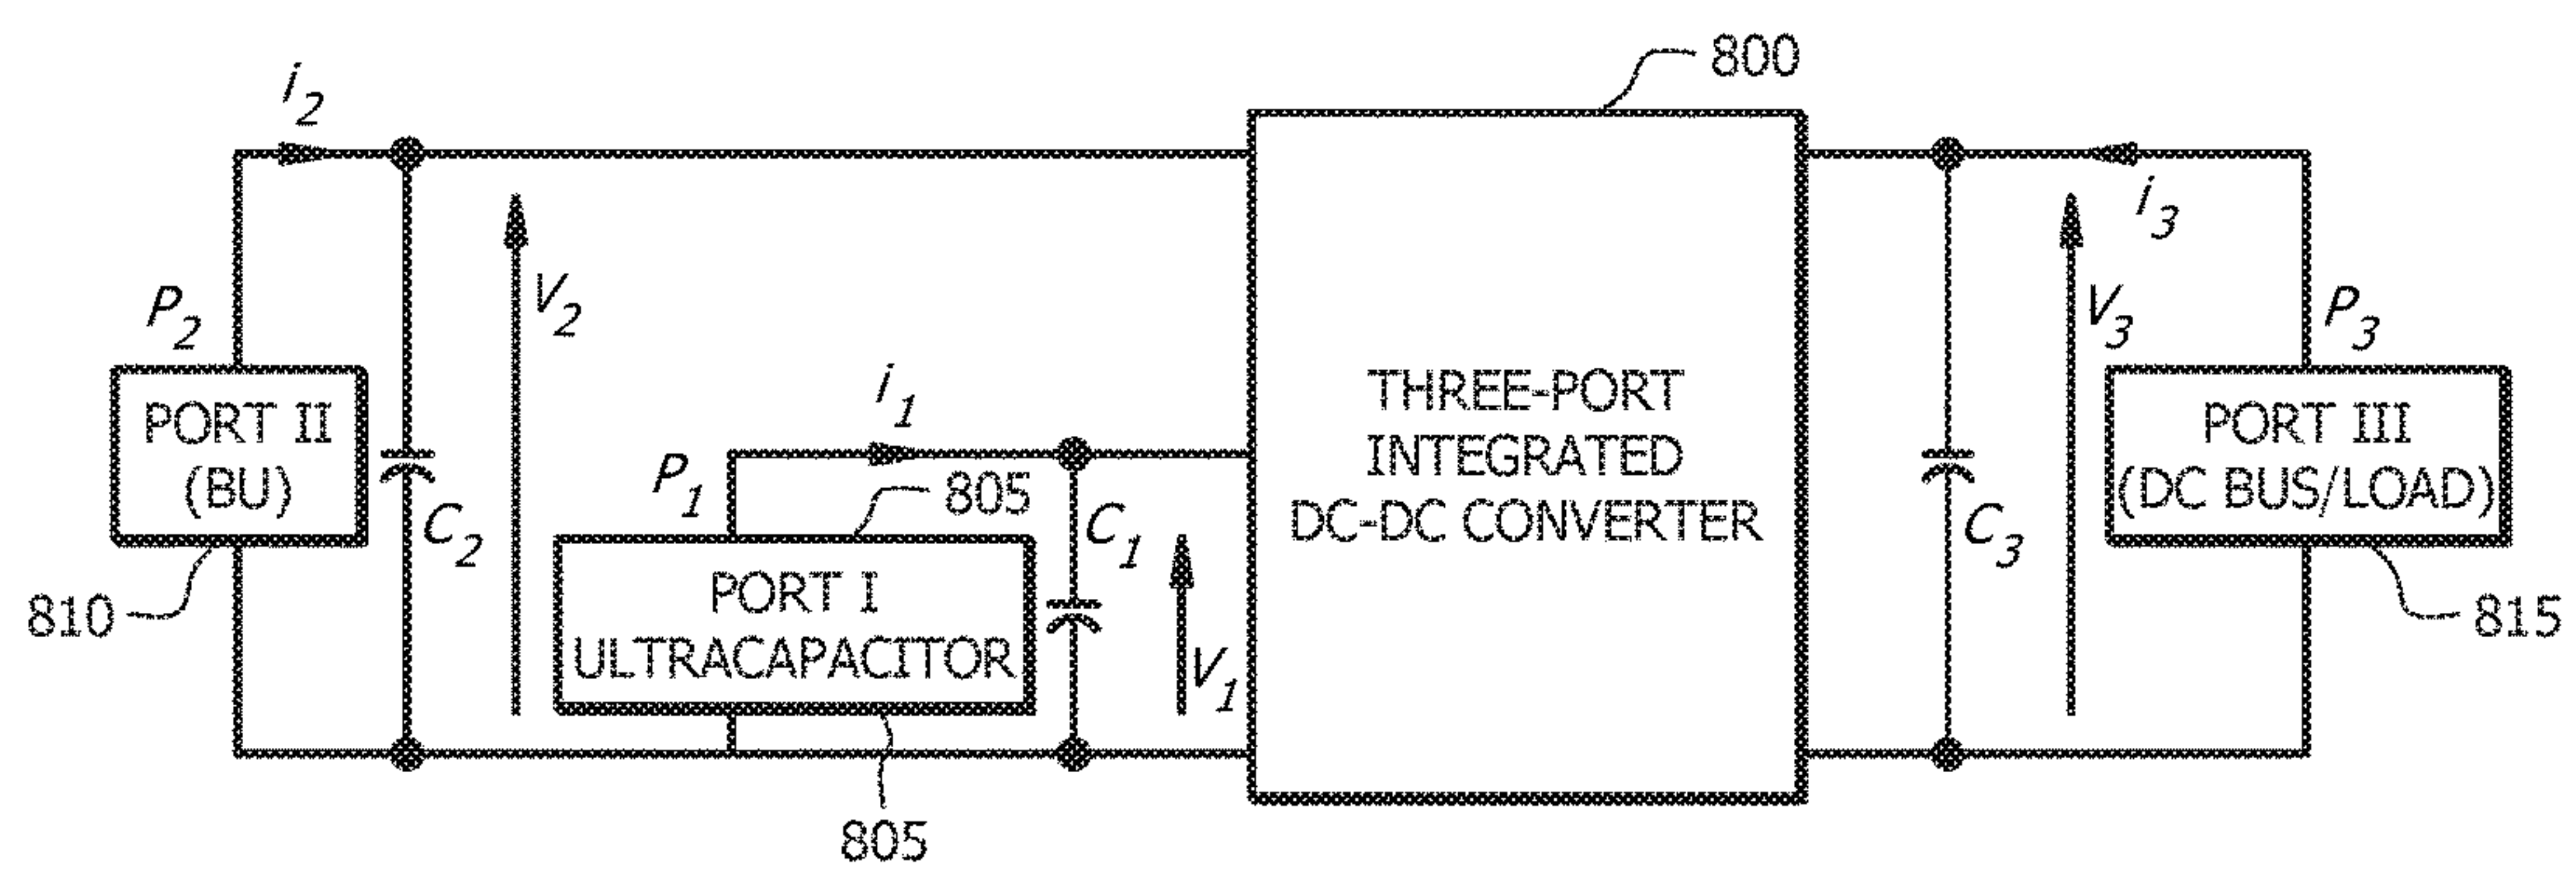 800
i2
i3
P2
V2
V3
P3
i1
PORT II
(BU)
P1
805
C2
C1
THREE-PORT
INTEGRATED
DC-DC CONVERTER
C3
PORT III
(DC BUS/LOAD)
810
PORT I
ULTRACAPACITOR
V1
815
805